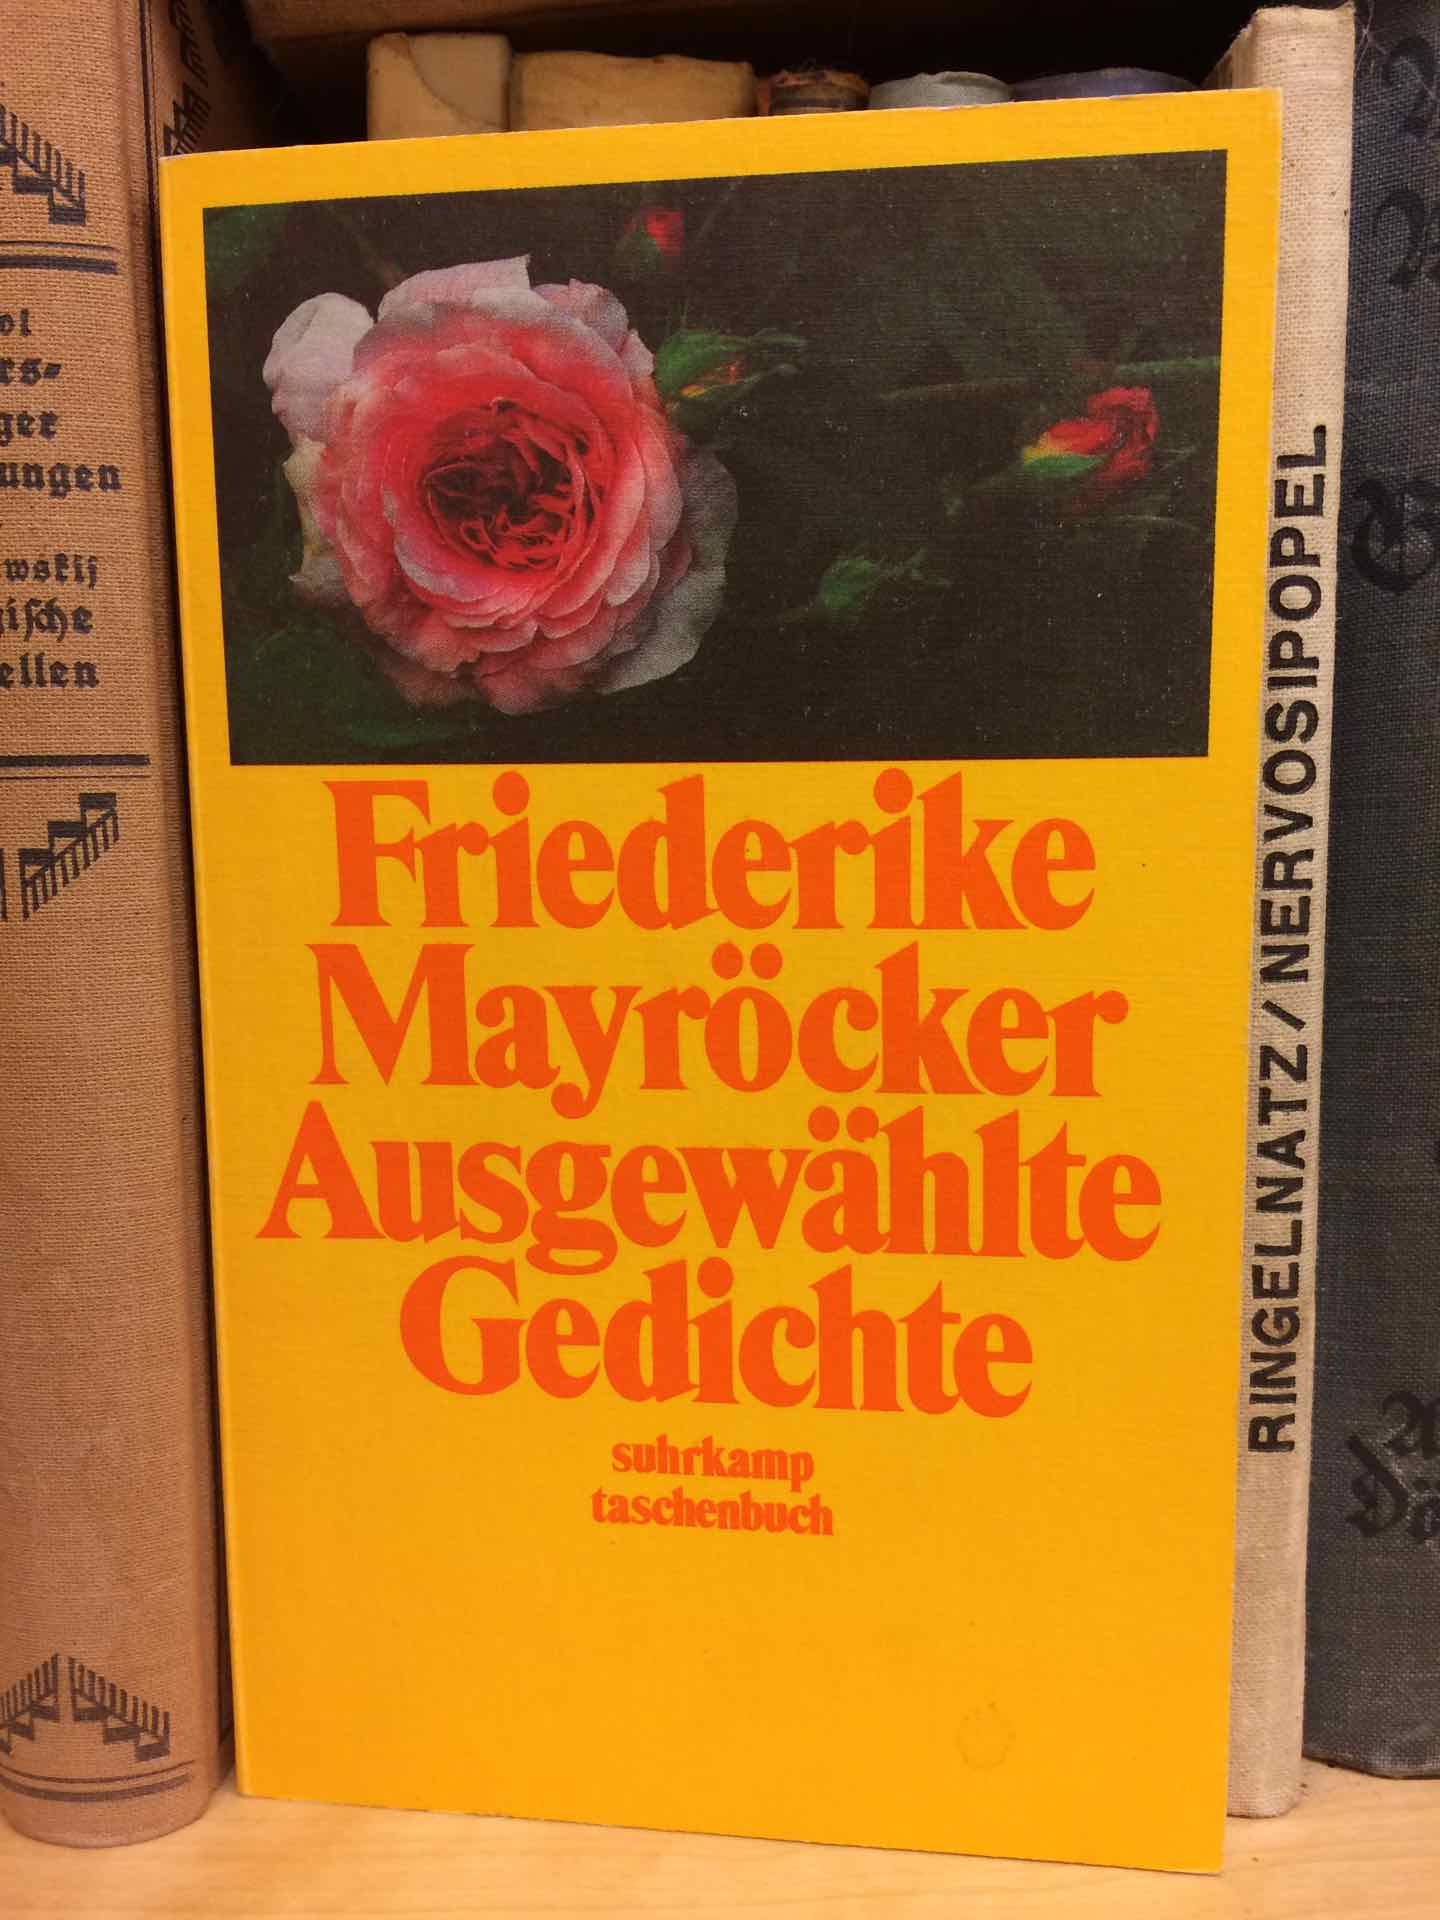 Friederike
Mayröcker
Ausgewählte
Gedichte
suhrkamp
taschenbuch
RINGELNATZ / NERVOSIPOPEL